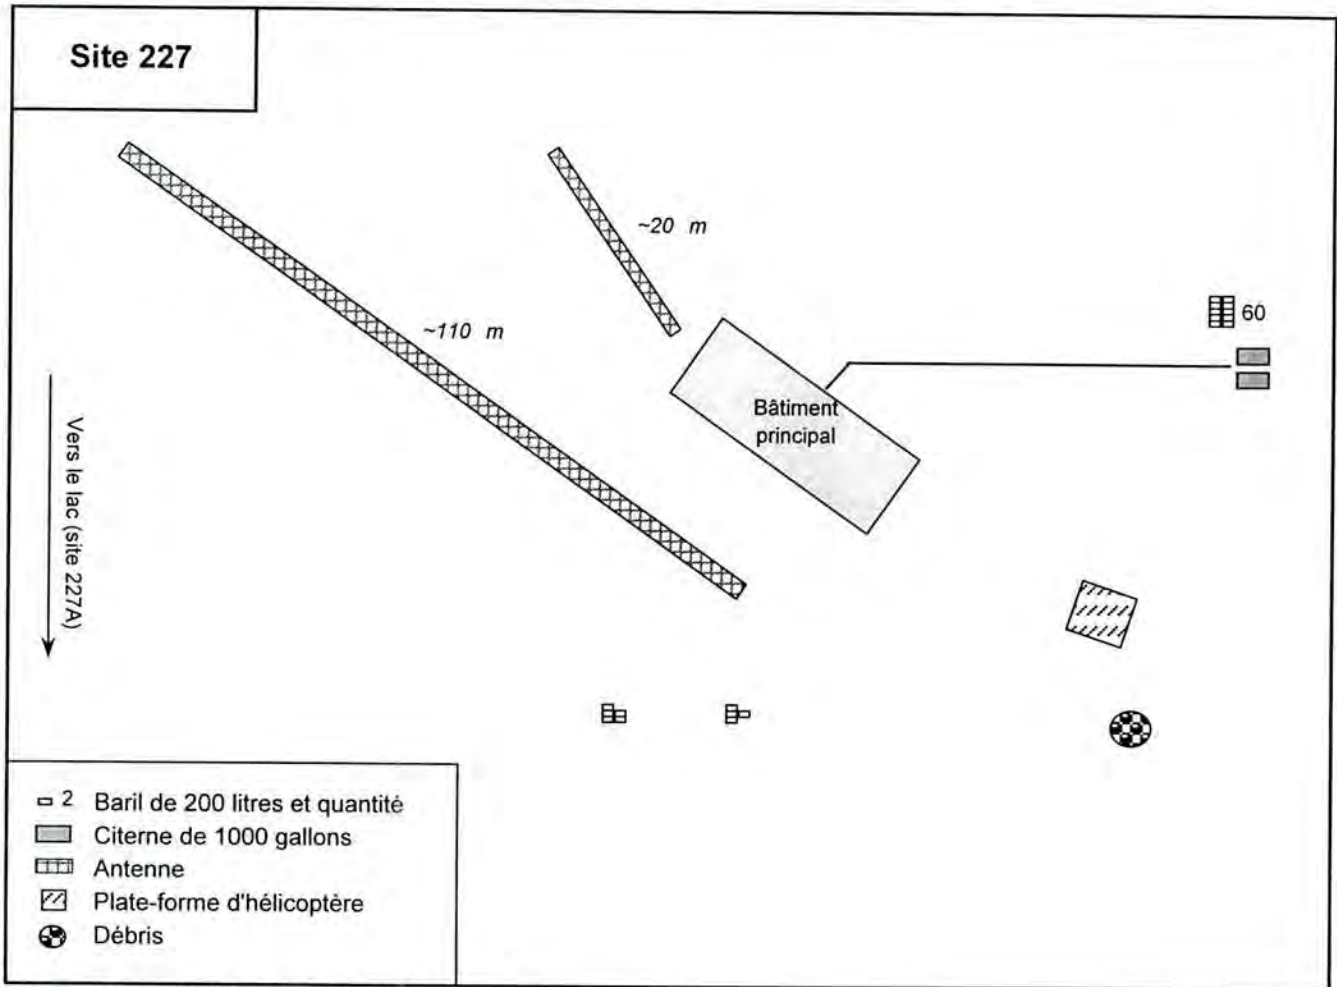 Site 227
~20 m
~110 m
60
Bâtiment
principal
Vers le lac (site 227A)
2 Baril de 200 litres et quantité
Citerne de 1000 gallons
Antenne
Plate-forme d'hélicoptère
Débris